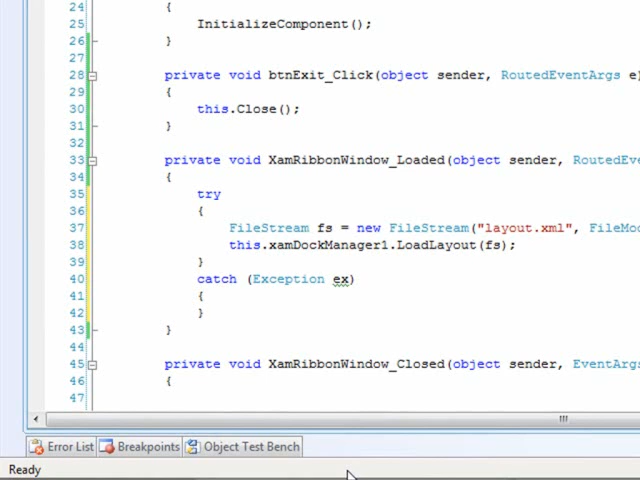 24 {
25 InitializeComponent();
26 }
27
28 private void btnExit_Click(object sender, RoutedEventArgs e)
29 {
30 this.Close();
31 }
32
33 private void XamRibbonWindow_Loaded(object sender, RoutedEve
34 {
35 try
36 {
37 FileStream fs = new FileStream("layout.xml", FileMod
38 this.xamDockManager1.LoadLayout(fs);
39 }
40 catch (Exception ex)
41 {
42 }
43 }
44
45 private void XamRibbonWindow_Closed(object sender, EventArgs
46 {
47
Error List Breakpoints Object Test Bench
Ready